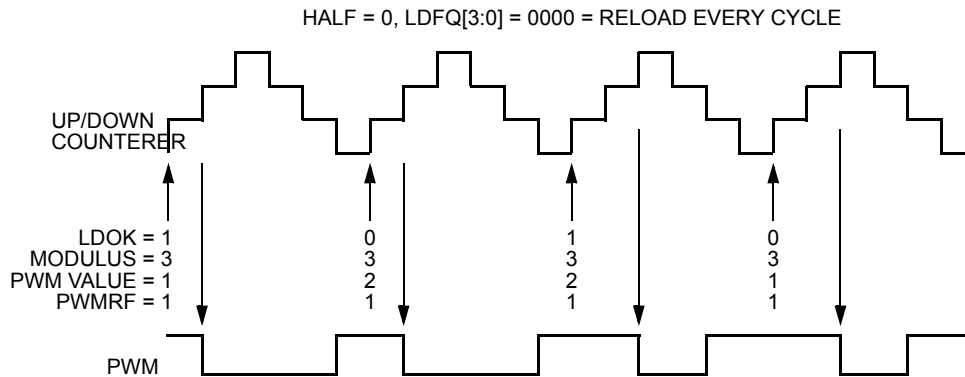 HALF = 0, LDFQ[3:0] = 0000 = RELOAD EVERY CYCLE
UP/DOWN
COUNTERER
LDOK = 1 0 1 0
MODULUS = 3 3 3 3
PWM VALUE = 1 2 2 1
PWMRF = 1 1 1 1
PWM